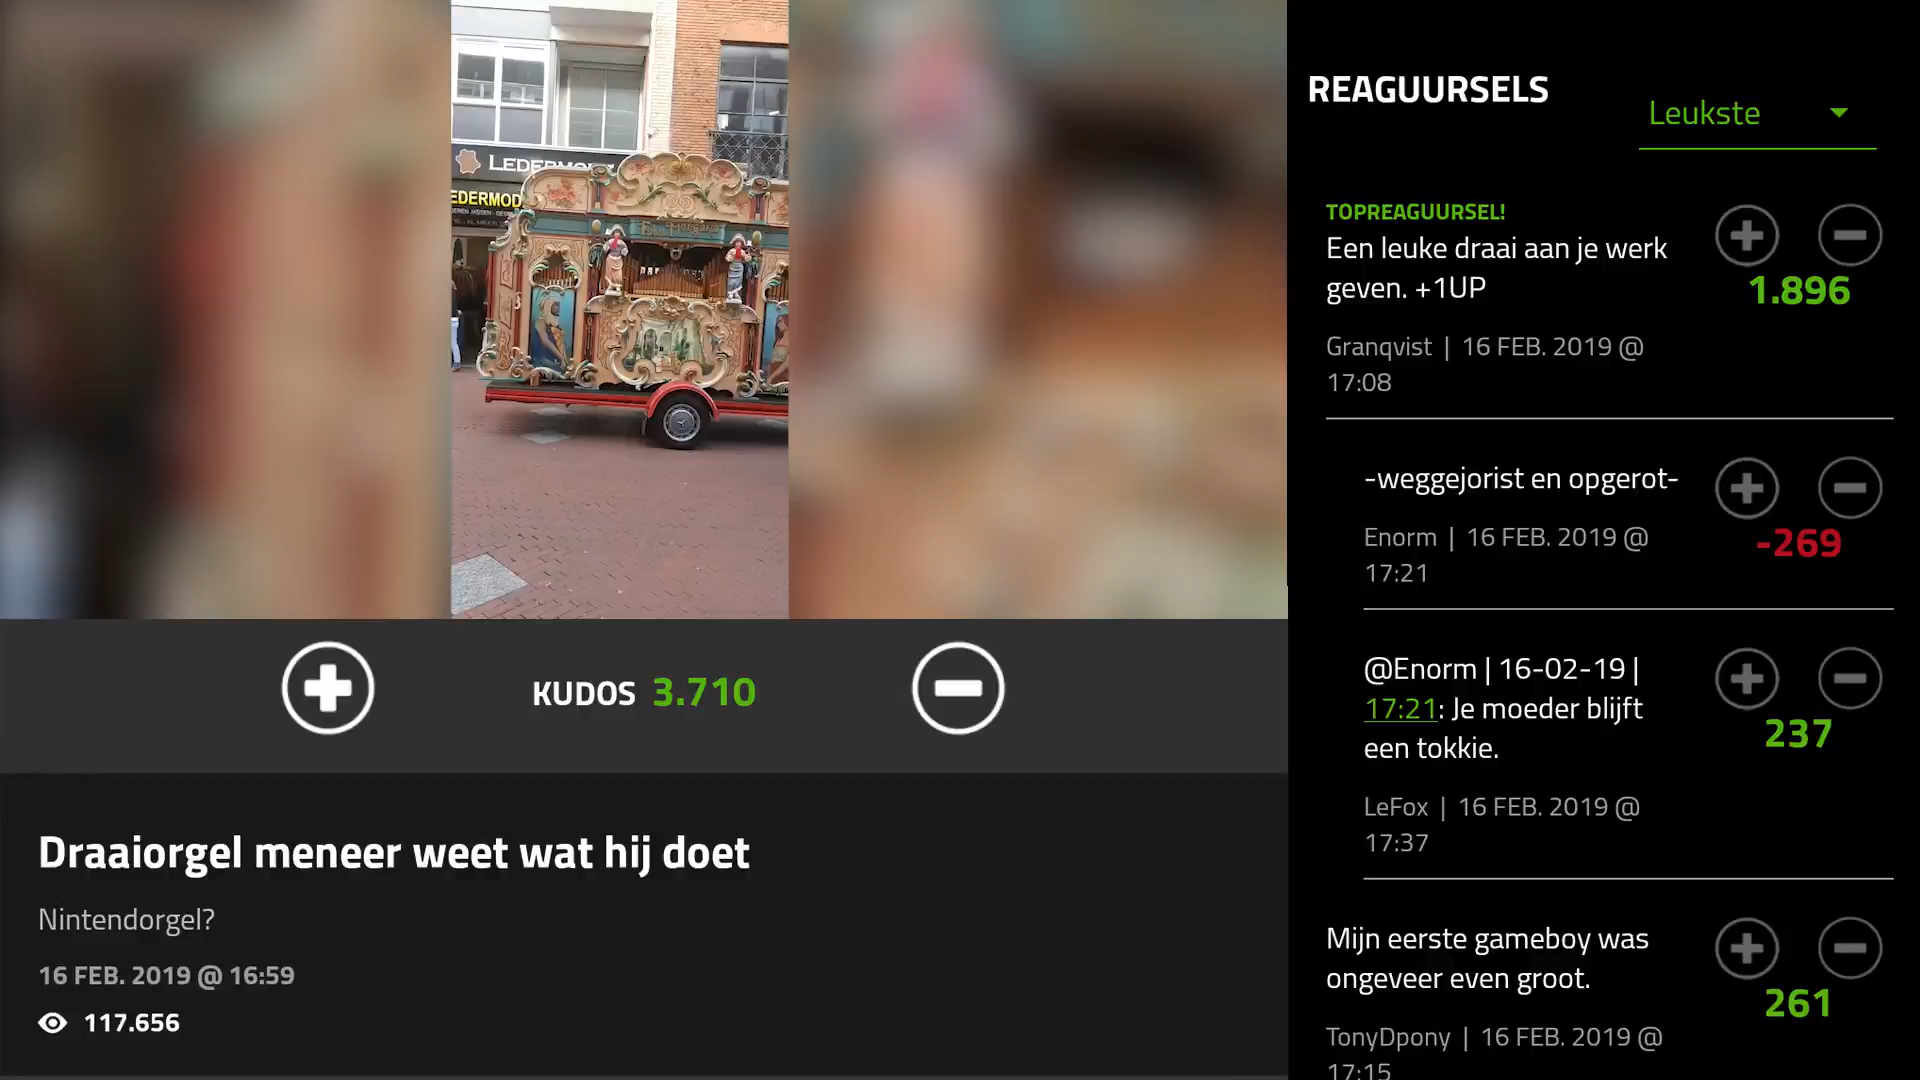 EDERMOD
REAGUURSELS
Leukste
TOPREAGUURSEL!
Een leuke draai aan je werk
geven. +1UP
1.896
Granqvist | 16 FEB. 2019 @
17:08
-weggejorist en opgerot-
-269
Enorm | 16 FEB. 2019 @
17:21
@Enorm | 16-02-19 |
17:21: Je moeder blijft
een tokkie.
237
LeFox | 16 FEB. 2019 @
17:37
Mijn eerste gameboy was
ongeveer even groot.
261
TonyDpony | 16 FEB. 2019 @
17:15
KUDOS 3.710
Draaiorgel meneer weet wat hij doet
Nintendorgel?
16 FEB. 2019 @ 16:59
117.656